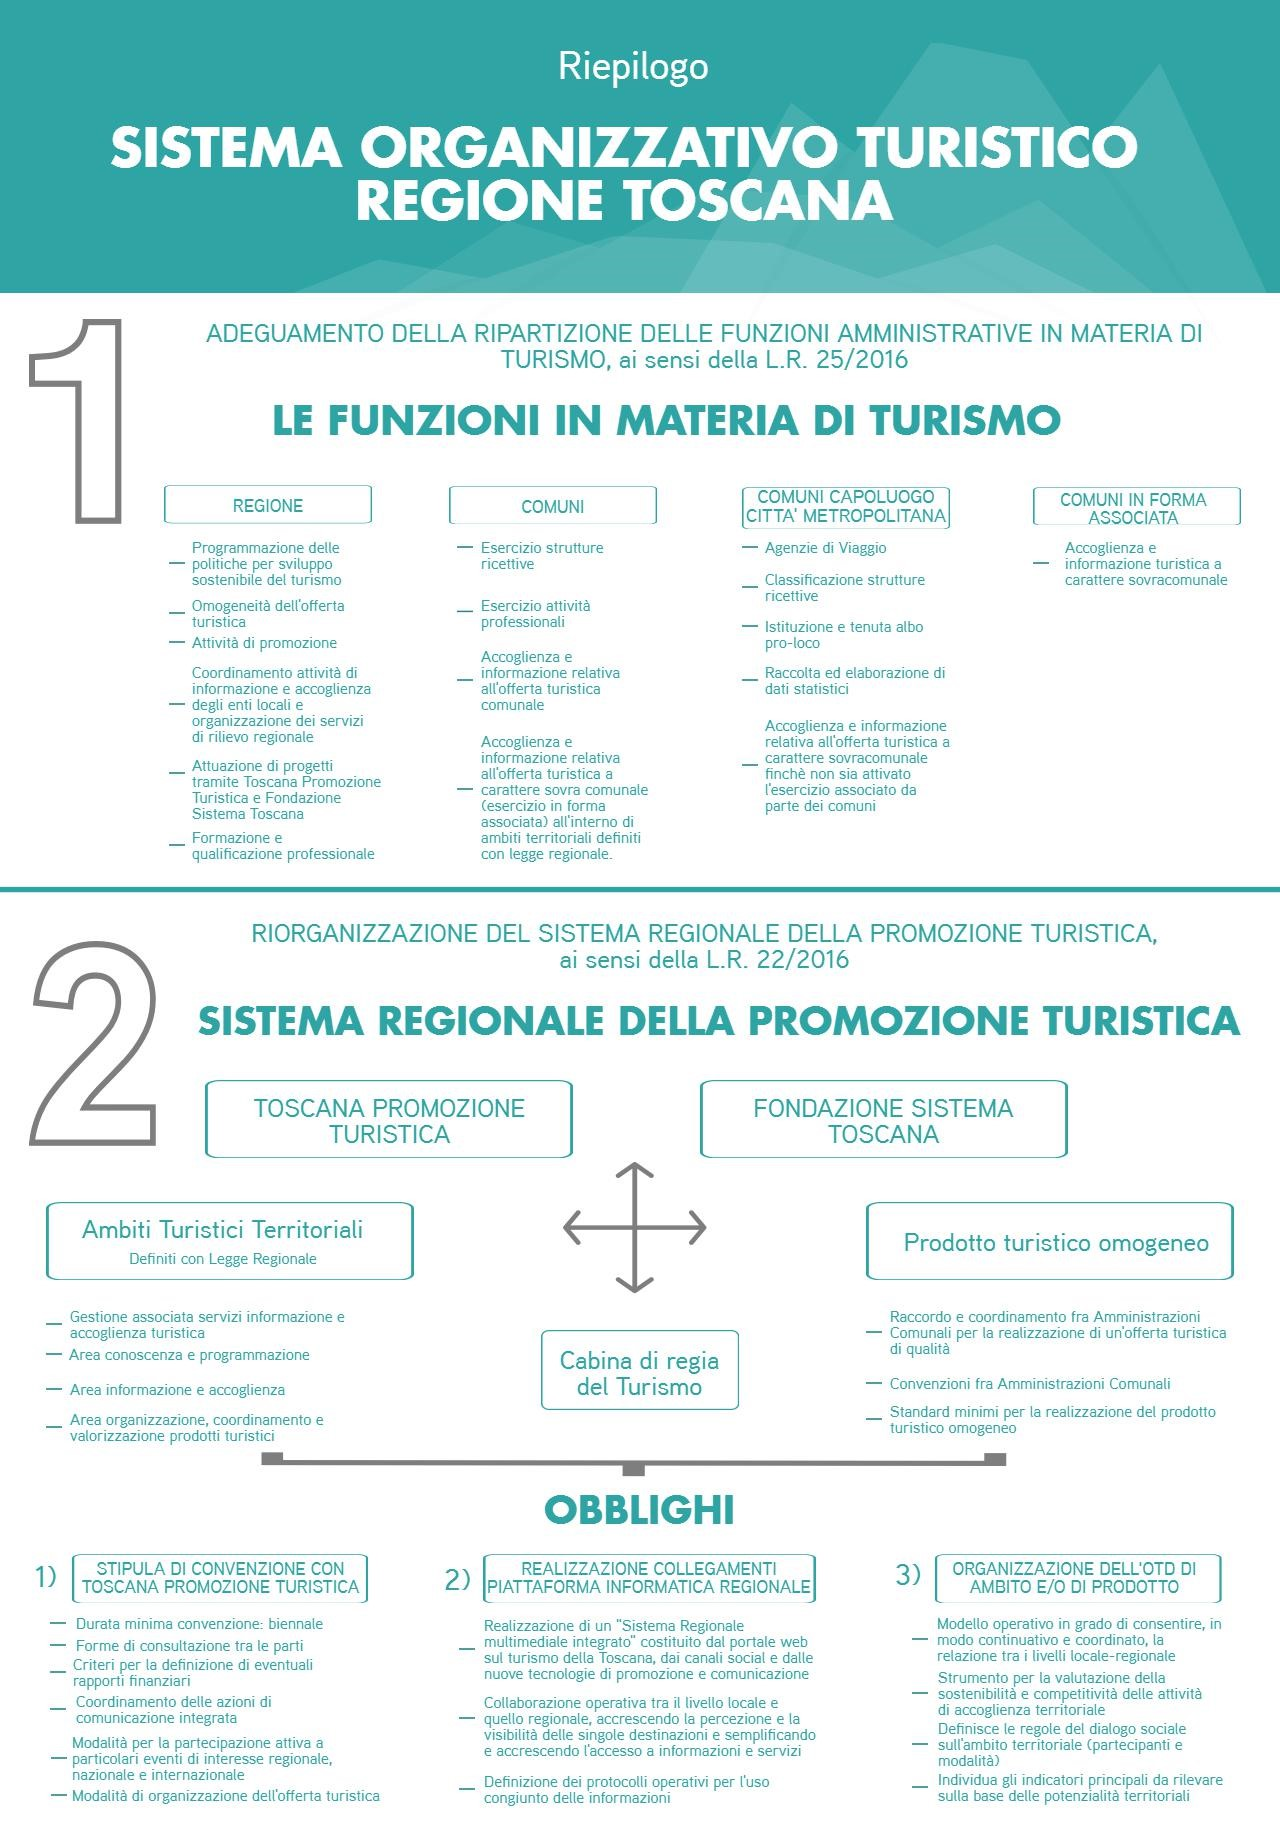 Riepilogo
SISTEMA ORGANIZZATIVO TURISTICO
REGIONE TOSCANA
1
ADEGUAMENTO DELLA RIPARTIZIONE DELLE FUNZIONI AMMINISTRATIVE IN MATERIA DI
TURISMO, ai sensi della L.R. 25/2016
LE FUNZIONI IN MATERIA DI TURISMO
REGIONE
Programmazione delle
politiche per sviluppo
sostenibile del turismo
Omogeneità dell'offerta
turistica
Attività di promozione
Coordinamento attività di
informazione e accoglienza
degli enti locali e
organizzazione dei servizi
di rilievo regionale
Attuazione di progetti
tramite Toscana Promozione
Turistica e Fondazione
Sistema Toscana
Formazione e
qualificazione professionale
COMUNI
Esercizio strutture
ricettive
Esercizio attività
professionali
Accoglienza e
informazione relativa
all'offerta turistica
comunale
Accoglienza e
informazione relativa
all'offerta turistica a
carattere sovra comunale
(esercizio in forma
associata) all'interno di
ambiti territoriali definiti
con legge regionale.
COMUNI CAPOLUOGO
CITTA' METROPOLITANA
Agenzie di Viaggio
Classificazione strutture
ricettive
Istituzione e tenuta albo
pro-loco
Raccolta ed elaborazione di
dati statistici
Accoglienza e informazione
relativa all'offerta turistica a
carattere sovracomunale
finchè non sia attivato
l'esercizio associato da
parte dei comuni
COMUNI IN FORMA
ASSOCIATA
Accoglienza e
informazione turistica a
carattere sovracomunale
2
RIORGANIZZAZIONE DEL SISTEMA REGIONALE DELLA PROMOZIONE TURISTICA,
ai sensi della L.R. 22/2016
SISTEMA REGIONALE DELLA PROMOZIONE TURISTICA
TOSCANA PROMOZIONE
TURISTICA
FONDAZIONE SISTEMA
TOSCANA
Ambiti Turistici Territoriali
Definiti con Legge Regionale
Gestione associata servizi informazione e
accoglienza turistica
Area conoscenza e programmazione
Area informazione e accoglienza
Area organizzazione, coordinamento e
valorizzazione prodotti turistici
Cabina di regia
del Turismo
Prodotto turistico omogeneo
Raccordo e coordinamento fra Amministrazioni
Comunali per la realizzazione di un'offerta turistica
di qualità
Convenzioni fra Amministrazioni Comunali
Standard minimi per la realizzazione del prodotto
turistico omogeneo
OBBLIGHI
1)
STIPULA DI CONVENZIONE CON
TOSCANA PROMOZIONE TURISTICA
Durata minima convenzione: biennale
Forme di consultazione tra le parti
Criteri per la definizione di eventuali
rapporti finanziari
Coordinamento delle azioni di
comunicazione integrata
Modalità per la partecipazione attiva a
particolari eventi di interesse regionale,
nazionale e internazionale
Modalità di organizzazione dell'offerta turistica
2)
REALIZZAZIONE COLLEGAMENTI
PIATTAFORMA INFORMATICA REGIONALE
Realizzazione di un "Sistema Regionale
multimediale integrato" costituito dal portale web
sul turismo della Toscana, dai canali social e dalle
nuove tecnologie di promozione e comunicazione
Collaborazione operativa tra il livello locale e
quello regionale, accrescendo la percezione e la
visibilità delle singole destinazioni e semplificando
e accrescendo l'accesso a informazioni e servizi
Definizione dei protocolli operativi per l'uso
congiunto delle informazioni
3)
ORGANIZZAZIONE DELL'OTD DI
AMBITO E/O DI PRODOTTO
Modello operativo in grado di consentire, in
modo continuativo e coordinato, la
relazione tra i livelli locale-regionale
Strumento per la valutazione della
sostenibilità e competitività delle attività
di accoglienza territoriale
Definisce le regole del dialogo sociale
sull'ambito territoriale (partecipanti e
modalità)
Individua gli indicatori principali da rilevare
sulla base delle potenzialità territoriali